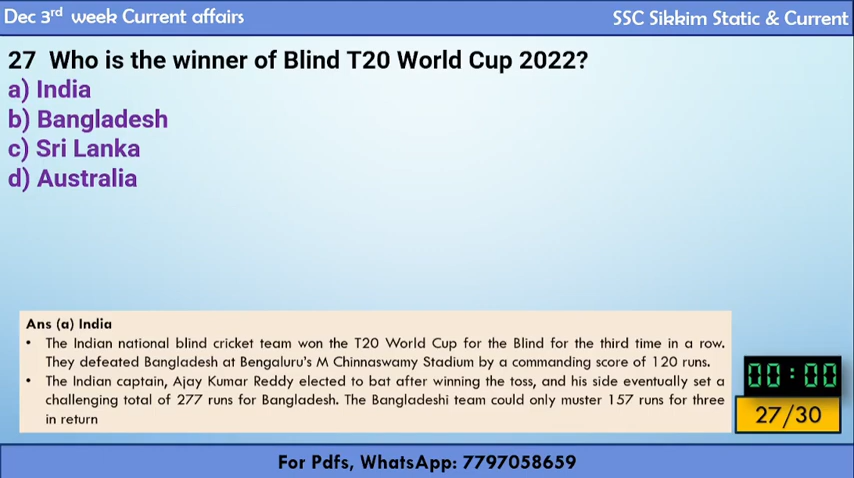 Dec 3rd week Current affairs
SSC Sikkim Static & Current
27 Who is the winner of Blind T20 World Cup 2022?
a) India
b) Bangladesh
c) Sri Lanka
d) Australia
Ans (a) India
• The Indian national blind cricket team won the T20 World Cup for the Blind for the third time in a row.
They defeated Bangladesh at Bengaluru's M Chinnaswamy Stadium by a commanding score of 120 runs.
• The Indian captain, Ajay Kumar Reddy elected to bat after winning the toss, and his side eventually set a
challenging total of 277 runs for Bangladesh. The Bangladeshi team could only muster 157 runs for three
in return
00:00
27/30
For Pdfs, WhatsApp: 7797058659